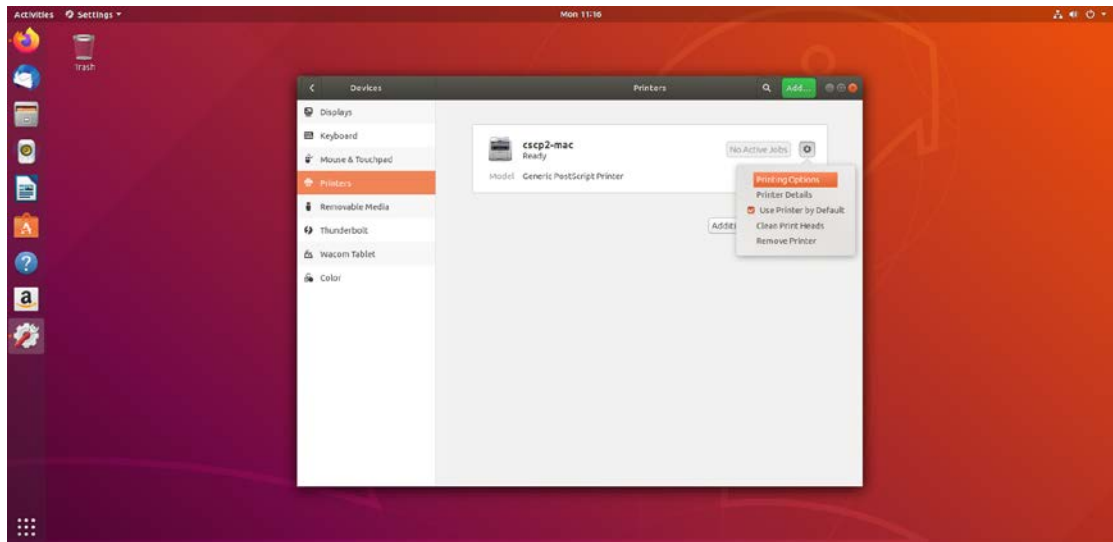 Activities Settings Mon 11:16
Trash
Devices Printers Add...
Displays
Keyboard
Mouse & Touchpad
Printers
Removable Media
Thunderbolt
Wacom Tablet
Color
cscp2-mac
Ready
No Active Jobs
Model Generic PostScript Printer
Printing Options
Printer Details
Use Printer by Default
Clean Print Heads
Remove Printer
Additi